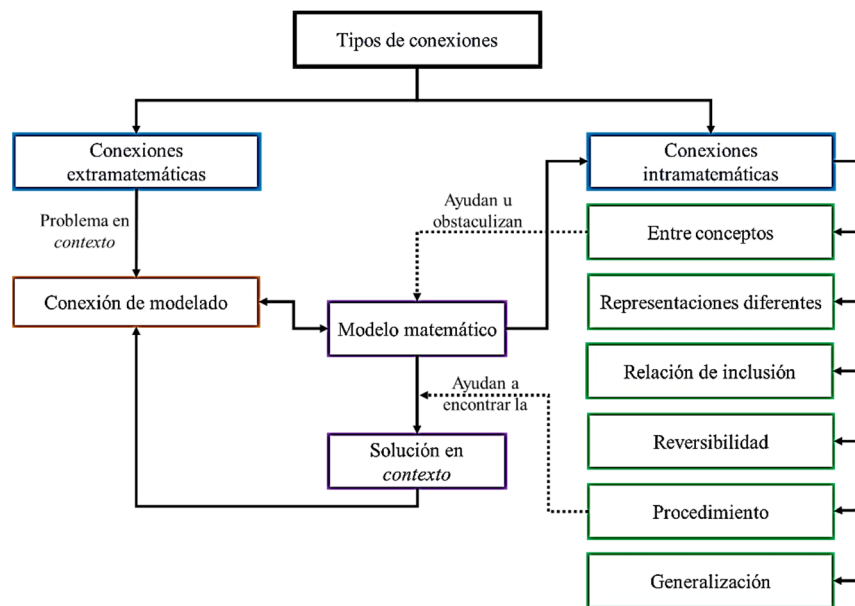 Tipos de conexiones
Conexiones
extramatemáticas
Conexiones
intramatemáticas
Problema en
contexto
Ayudan u
obstaculizan
Entre conceptos
Conexión de modelado
Modelo matemático
Representaciones diferentes
Relación de inclusión
Ayudan a
encontrar la
Solución en
contexto
Reversibilidad
Procedimiento
Generalización